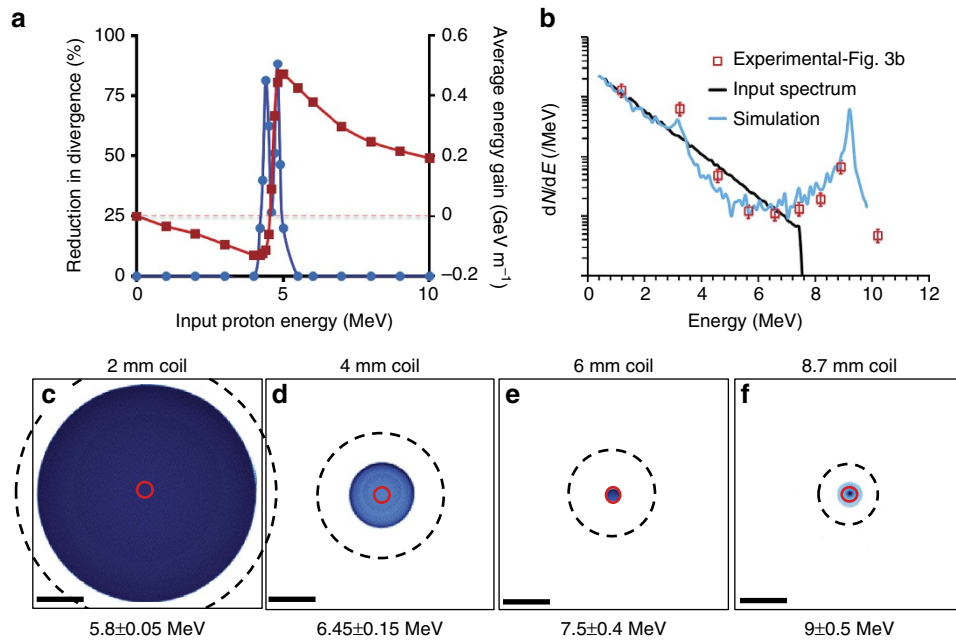 a
100
75
50
25
0
Reduction in divergence (%)
0.6
0.4
0.2
0
−0.2
Average energy gain (GeV m−1)
0
5
10
Input proton energy (MeV)
b
Experimental-Fig. 3b
Input spectrum
Simulation
dN/dE (/MeV)
0
2
4
6
8
10
12
Energy (MeV)
2 mm coil
4 mm coil
6 mm coil
8.7 mm coil
c
d
e
f
5.8±0.05 MeV
6.45±0.15 MeV
7.5±0.4 MeV
9±0.5 MeV